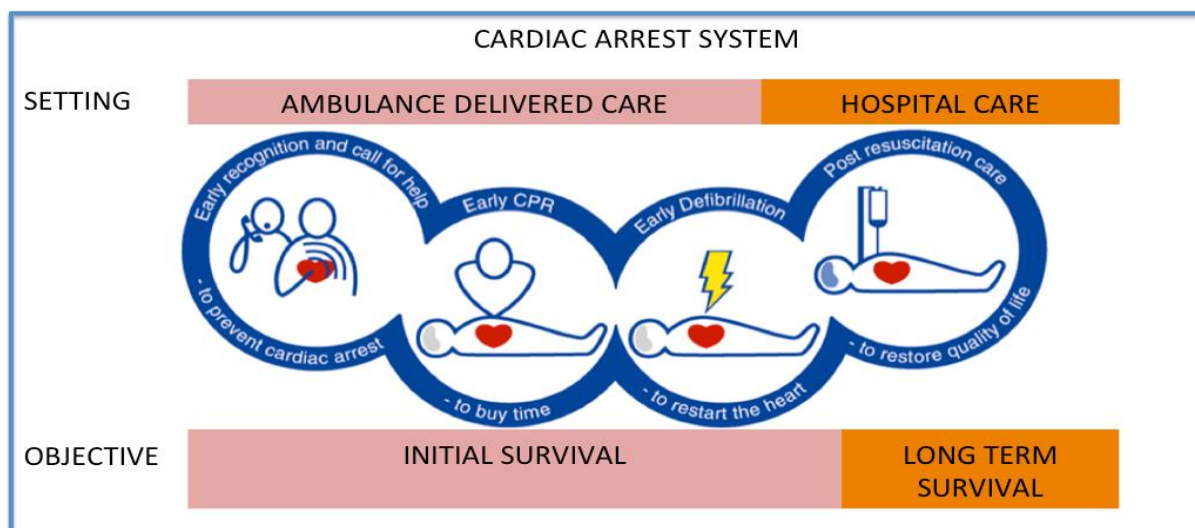 CARDIAC ARREST SYSTEM
SETTING
AMBULANCE DELIVERED CARE
HOSPITAL CARE
Early recognition and call for help
- to prevent cardiac arrest
Early CPR
- to buy time
Early Defibrillation
- to restart the heart
Post resuscitation care
- to restore quality of life
OBJECTIVE
INITIAL SURVIVAL
LONG TERM
SURVIVAL